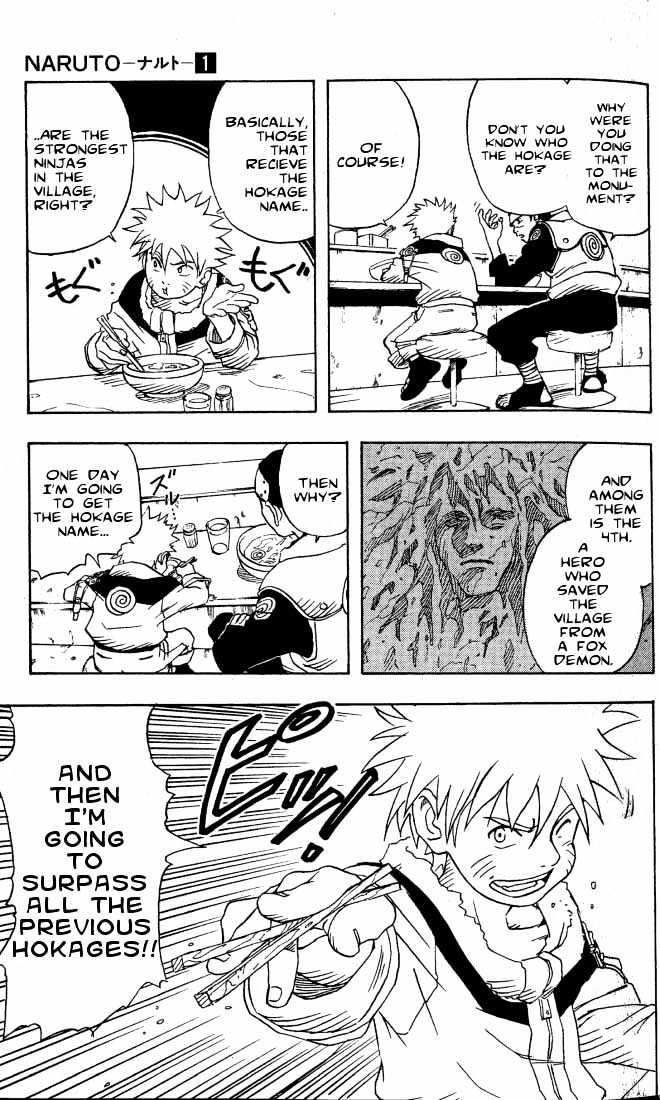 NARUTO－ナルト－ 1
WHY
WERE
YOU
DOING
THAT
TO THE
MONU-
MENT?
DON'T YOU
KNOW WHO
THE HOKAGE
ARE?
OF
COURSE!
BASICALLY,
THOSE
THAT
RECIEVE
THE
HOKAGE
NAME..
..ARE THE
STRONGEST
NINJAS
IN THE
VILLAGE,
RIGHT?
もぐ
もぐ
AND
AMONG
THEM
IS THE
4TH.
A
HERO
WHO
SAVED
THE
VILLAGE
FROM
A FOX
DEMON.
THEN
WHY?
ズルル
ONE DAY
I'M GOING
TO GET
THE HOKAGE
NAME...
ピッ!
AND
THEN
I'M
GOING
TO
SURPASS
ALL THE
PREVIOUS
HOKAGES!!